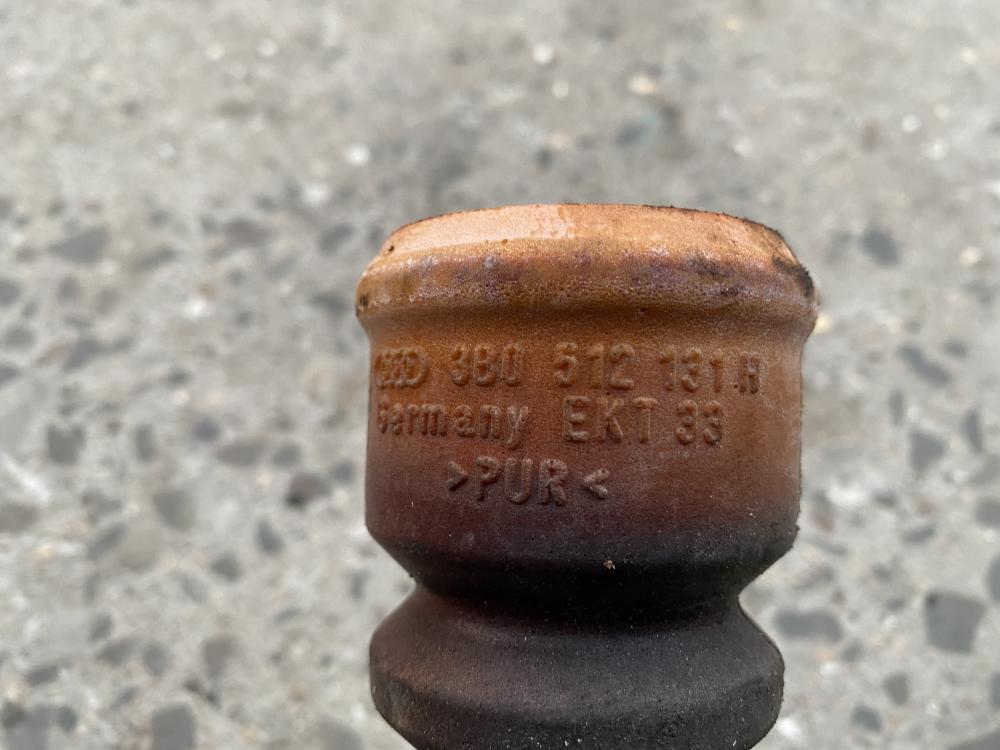 3B0 512 131 H
Germany EKT 33
>PUR<